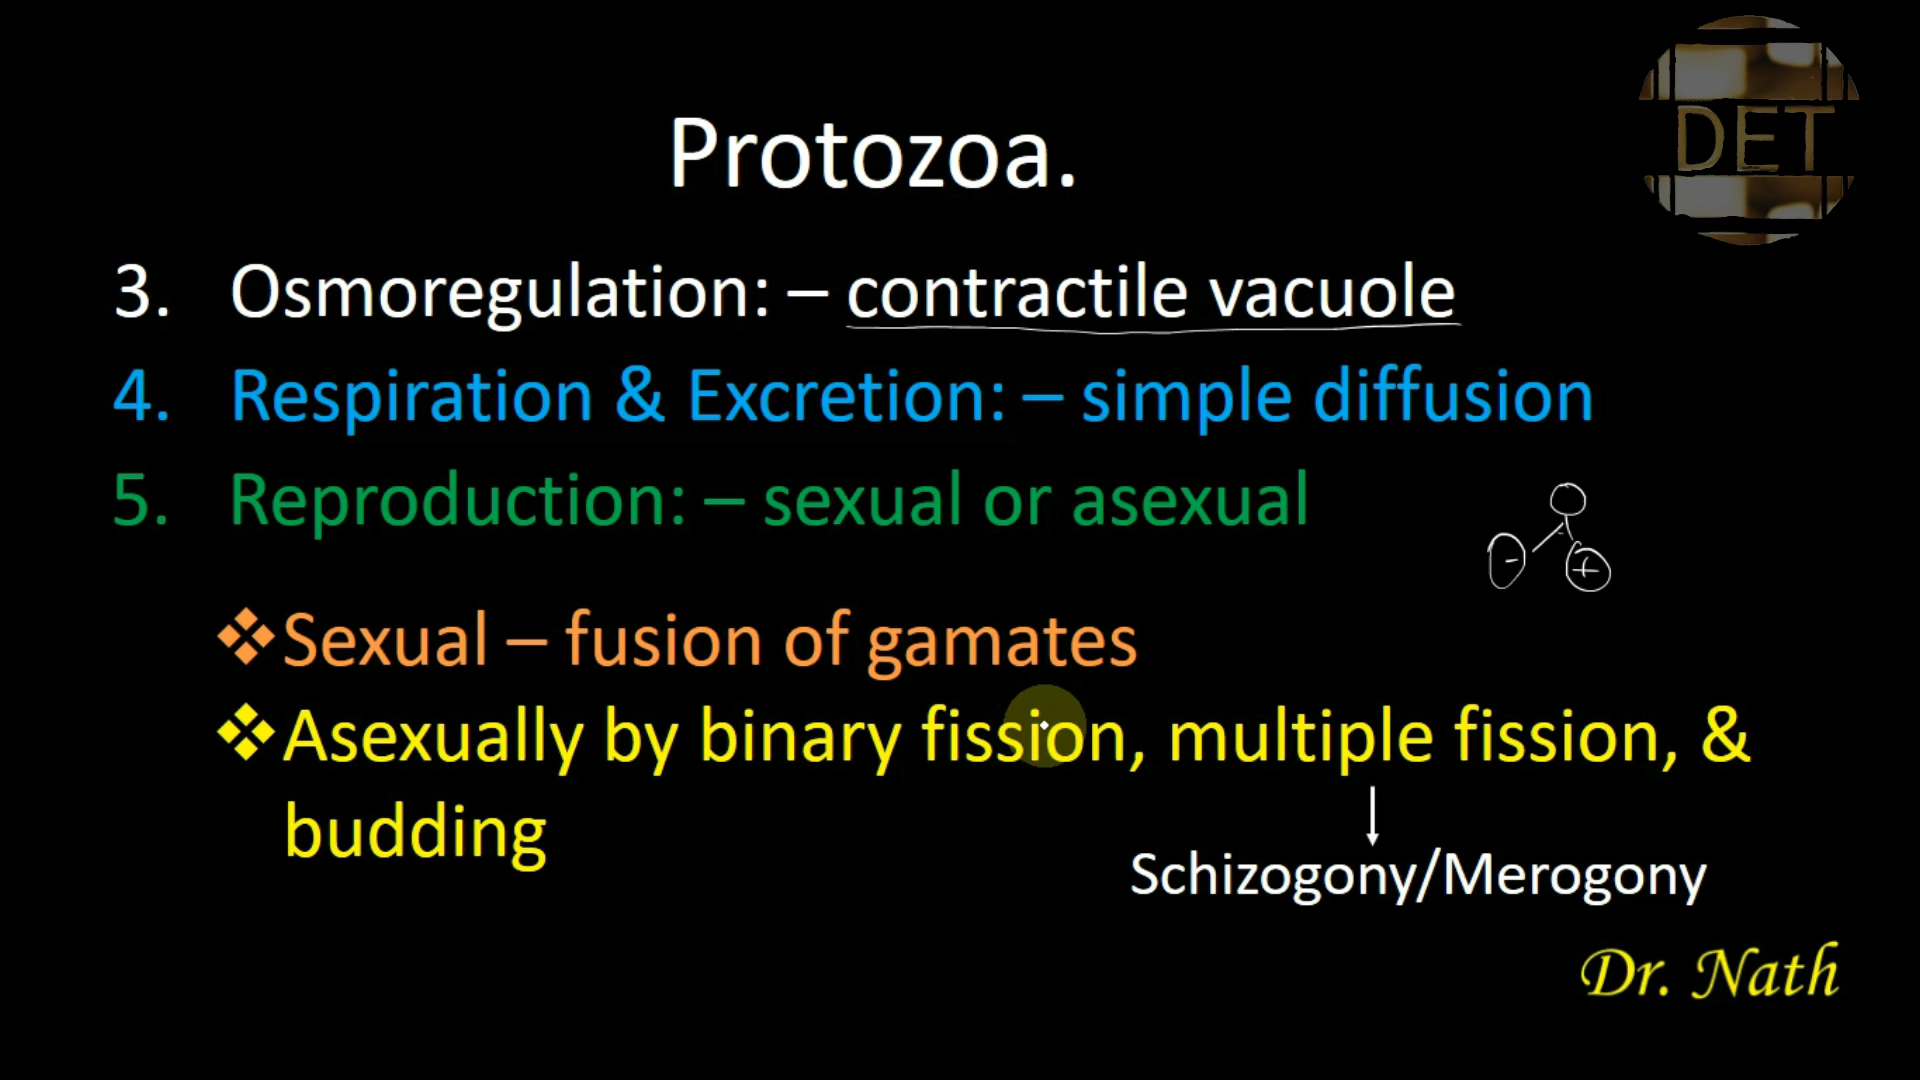 DET
Protozoa.
3. Osmoregulation: – contractile vacuole
4. Respiration & Excretion: – simple diffusion
5. Reproduction: – sexual or asexual
- +
❖Sexual – fusion of gamates
❖Asexually by binary fission, multiple fission, &
budding
Schizogony/Merogony
Dr. Nath